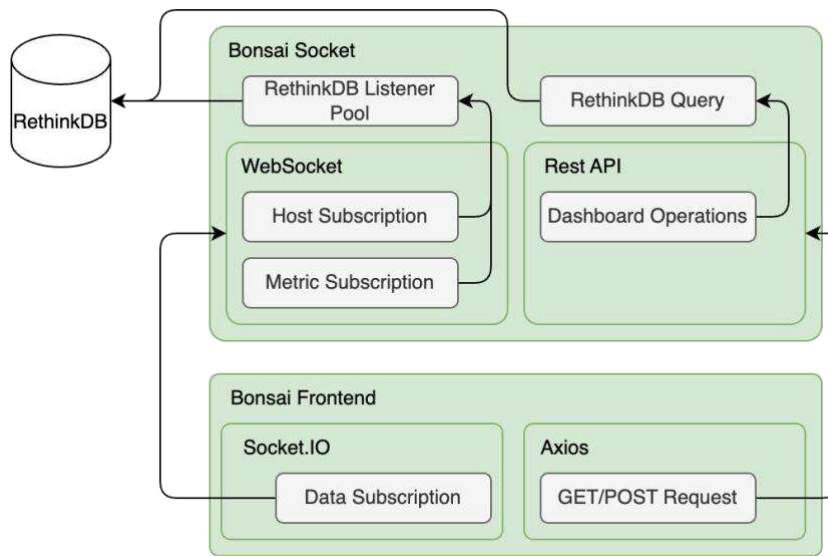 RethinkDB
Bonsai Socket
RethinkDB Listener
Pool
RethinkDB Query
WebSocket
Host Subscription
Metric Subscription
Rest API
Dashboard Operations
Bonsai Frontend
Socket.IO
Data Subscription
Axios
GET/POST Request